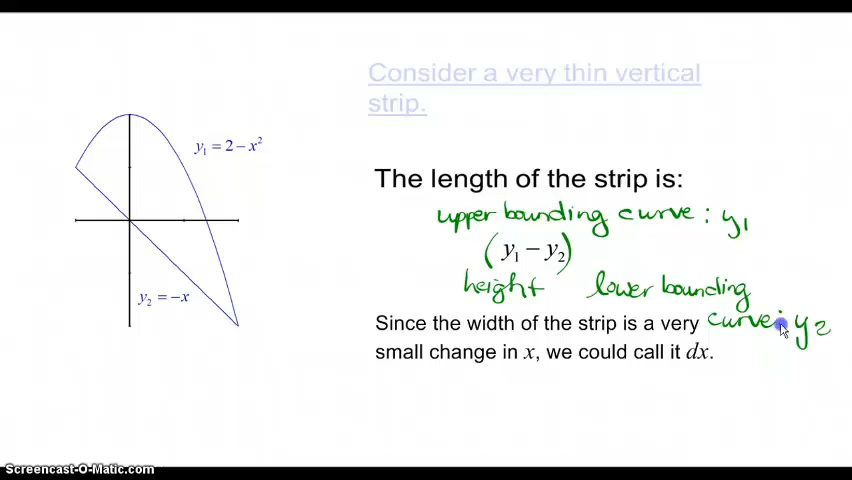 Consider a very thin vertical
strip.
y₁ = 2 − x²
The length of the strip is:
upper bounding curve: y₁
(y₁ − y₂)
height lower bounding
curve: y₂
y₂ = −x
Since the width of the strip is a very
small change in x, we could call it dx.
Screencast-O-Matic.com